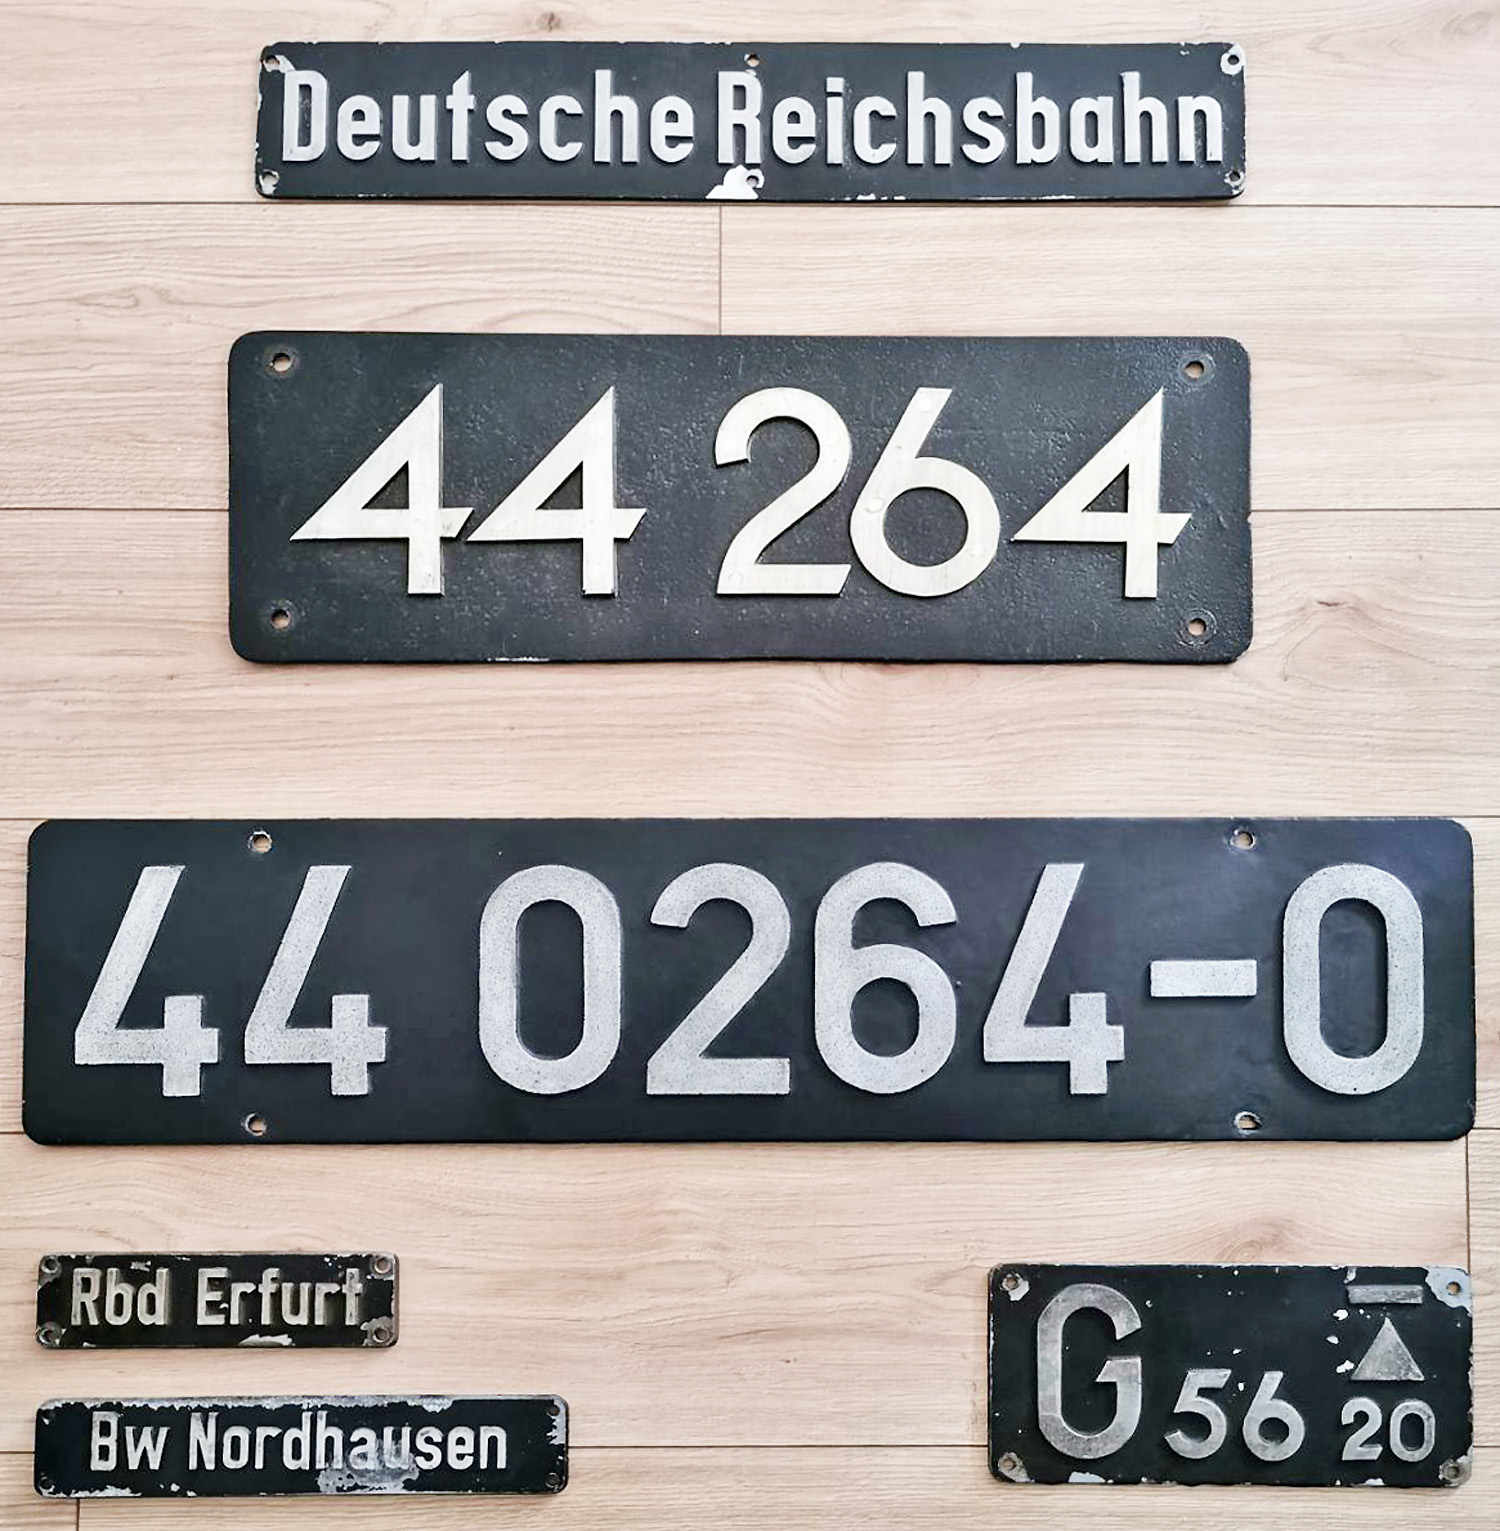 Deutsche Reichsbahn
44 264
44 0264-0
Rbd Erfurt
Bw Nordhausen
G 56 20